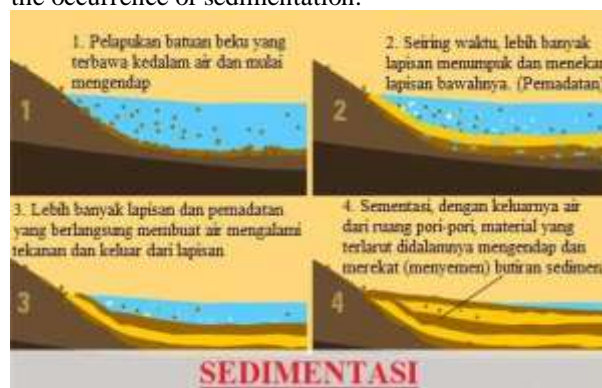 the occurrence of sedimentation.
1. Pelapukan batuan beku yang
terbawa kedalam air dan mulai
mengendap
1
2. Seiring waktu, lebih banyak
lapisan menumpuk dan menekan
lapisan bawahnya. (Pemadatan)
2
3. Lebih banyak lapisan dan pemadatan
yang berlangsung membuat air mengalami
tekanan dan keluar dari lapisan
3
4. Sementasi, dengan keluarnya air
dari ruang pori-pori, material yang
terlarut didalamnya mengendap dan
merekat (menyemen) butiran sedimen
4
SEDIMENTASI